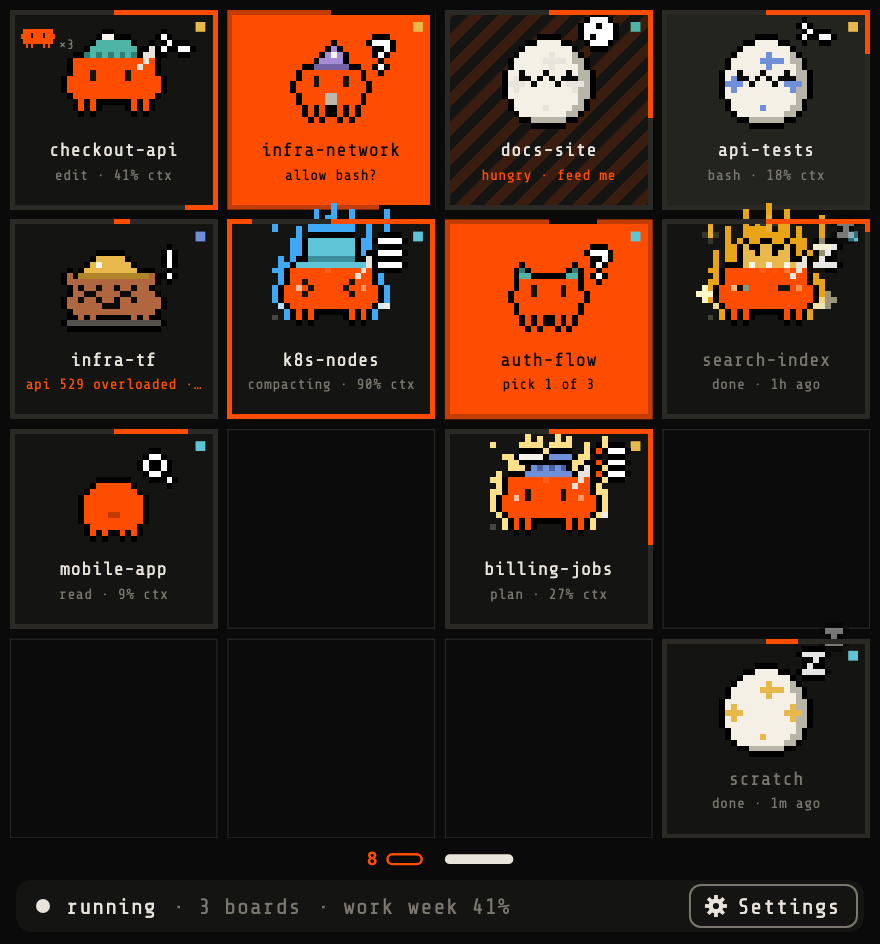 ×3
checkout-api
edit · 41% ctx
infra-network
allow bash?
docs-site
hungry · feed me
api-tests
bash · 18% ctx
infra-tf
api 529 overloaded ·…
k8s-nodes
compacting · 90% ctx
auth-flow
pick 1 of 3
search-index
done · 1h ago
mobile-app
read · 9% ctx
billing-jobs
plan · 27% ctx
scratch
done · 1m ago
8
running · 3 boards · work week 41%
Settings